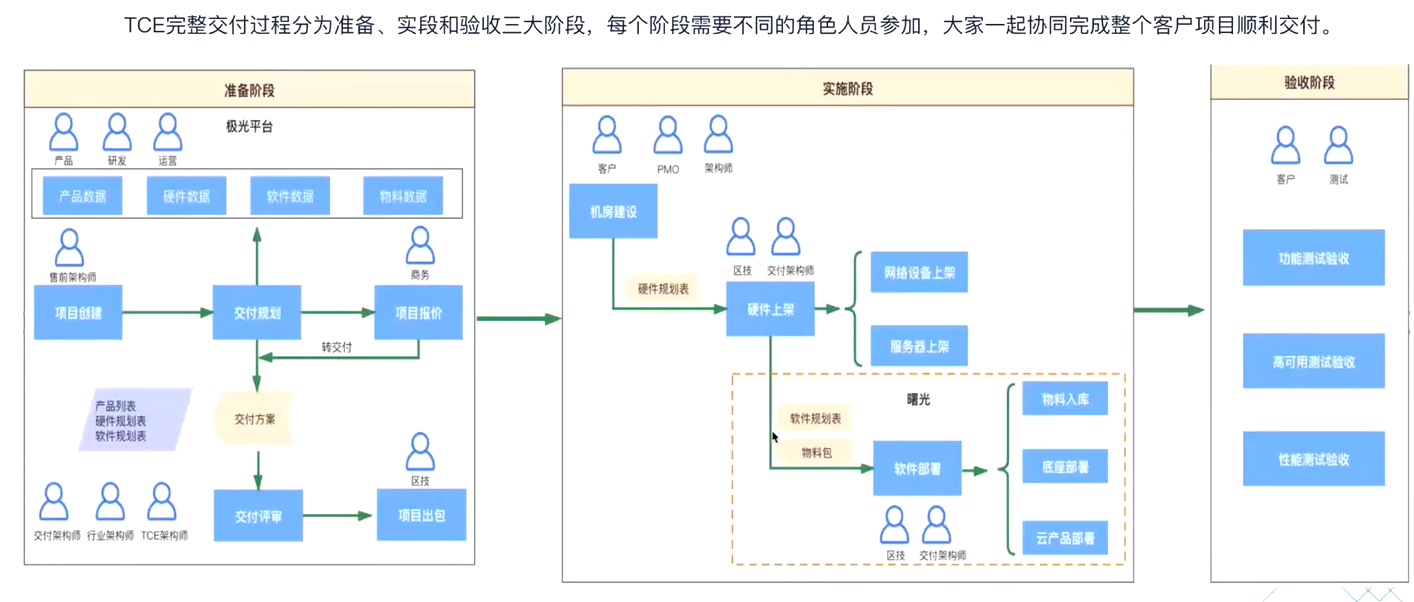 TCE完整交付过程分为准备、实段和验收三大阶段，每个阶段需要不同的角色人员参加，大家一起协同完成整个客户项目顺利交付。
准备阶段
极光平台
产品
研发
运营
产品数据
硬件数据
软件数据
物料数据
售前架构师
商务
项目创建
交付规划
项目报价
转交付
产品列表
硬件规划表
软件规划表
交付方案
区技
交付架构师
行业架构师
TCE架构师
交付评审
项目出包
实施阶段
客户
PMO
架构师
机房建设
硬件规划表
区技
交付架构师
硬件上架
网络设备上架
服务器上架
曙光
软件规划表
物料包
软件部署
区技
交付架构师
物料入库
底座部署
云产品部署
验收阶段
客户
测试
功能测试验收
高可用测试验收
性能测试验收